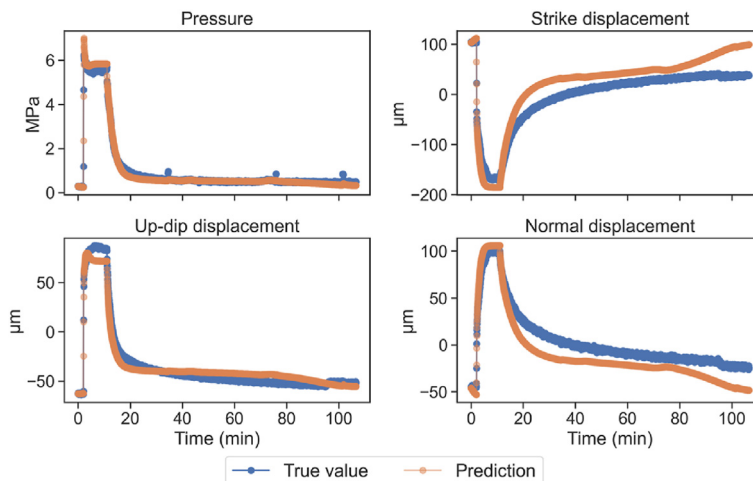 Pressure
Strike displacement
MPa
6
4
2
0
µm
100
0
−100
−200
Up-dip displacement
Normal displacement
µm
50
0
−50
0 20 40 60 80 100
Time (min)
µm
100
50
0
−50
0 20 40 60 80 100
Time (min)
True value
Prediction